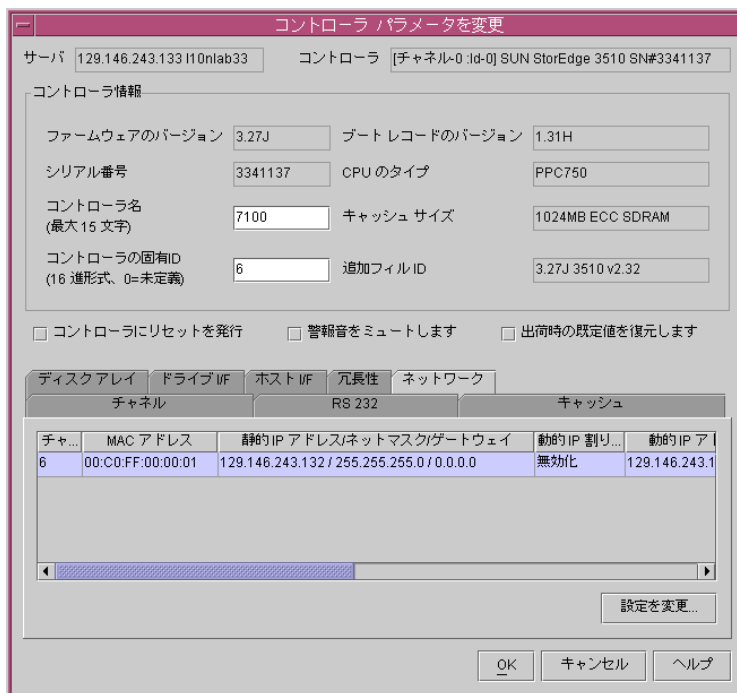 コントローラ パラメータを変更
サーバ 129.146.243.133 l10nlab33 コントローラ [チャネル-0 :Id-0] SUN StorEdge 3510 SN#3341137
コントローラ情報
ファームウェアのバージョン 3.27J ブート レコードのバージョン 1.31H
シリアル番号 3341137 CPU のタイプ PPC750
コントローラ名
(最大 15 文字)
7100 キャッシュ サイズ 1024MB ECC SDRAM
コントローラの固有ID
(16 進形式、0=未定義)
6 追加フィル ID 3.27J 3510 v2.32
コントローラにリセットを発行 警報音をミュートします 出荷時の既定値を復元します
ディスク アレイ ドライブ I/F ホスト I/F 冗長性 ネットワーク
チャネル RS 232 キャッシュ
チャ... MAC アドレス 静的 IP アドレス/ネットマスク/ゲートウェイ 動的 IP 割り... 動的 IP ア
6 00:C0:FF:00:00:01 129.146.243.132 / 255.255.255.0 / 0.0.0.0 無効化 129.146.243.1
設定を変更...
OK キャンセル ヘルプ